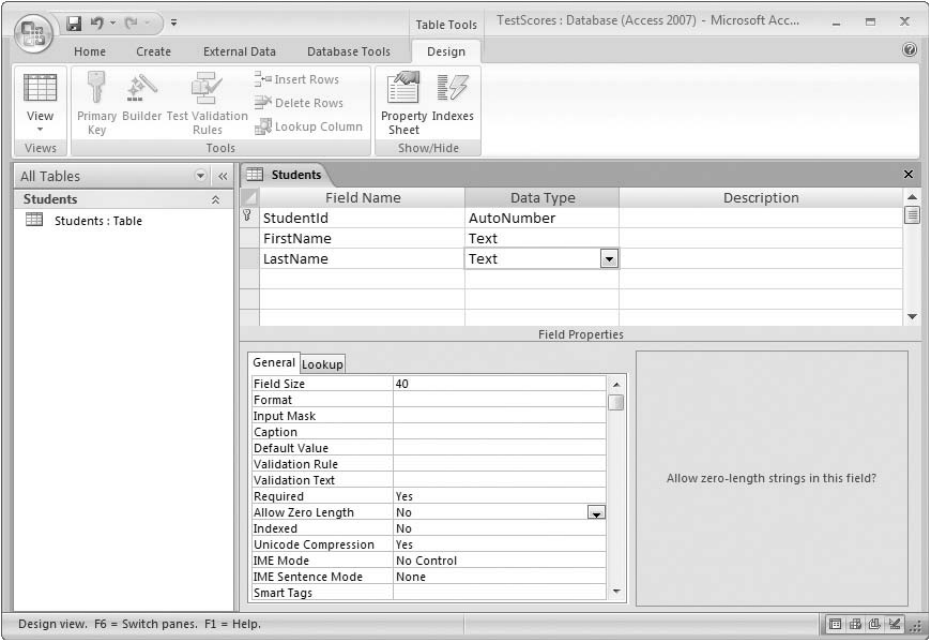 Table Tools TestScores : Database (Access 2007) - Microsoft Acc...
Home Create External Data Database Tools Design
View
Primary Key
Builder
Test Validation Rules
Insert Rows
Delete Rows
Lookup Column
Property Sheet
Indexes
Views Tools Show/Hide
All Tables
Students
Students : Table
Students
Field Name Data Type Description
StudentId AutoNumber
FirstName Text
LastName Text
Field Properties
General Lookup
Field Size 40
Format
Input Mask
Caption
Default Value
Validation Rule
Validation Text
Required Yes
Allow Zero Length No
Indexed No
Unicode Compression Yes
IME Mode No Control
IME Sentence Mode None
Smart Tags
Allow zero-length strings in this field?
Design view. F6 = Switch panes. F1 = Help.